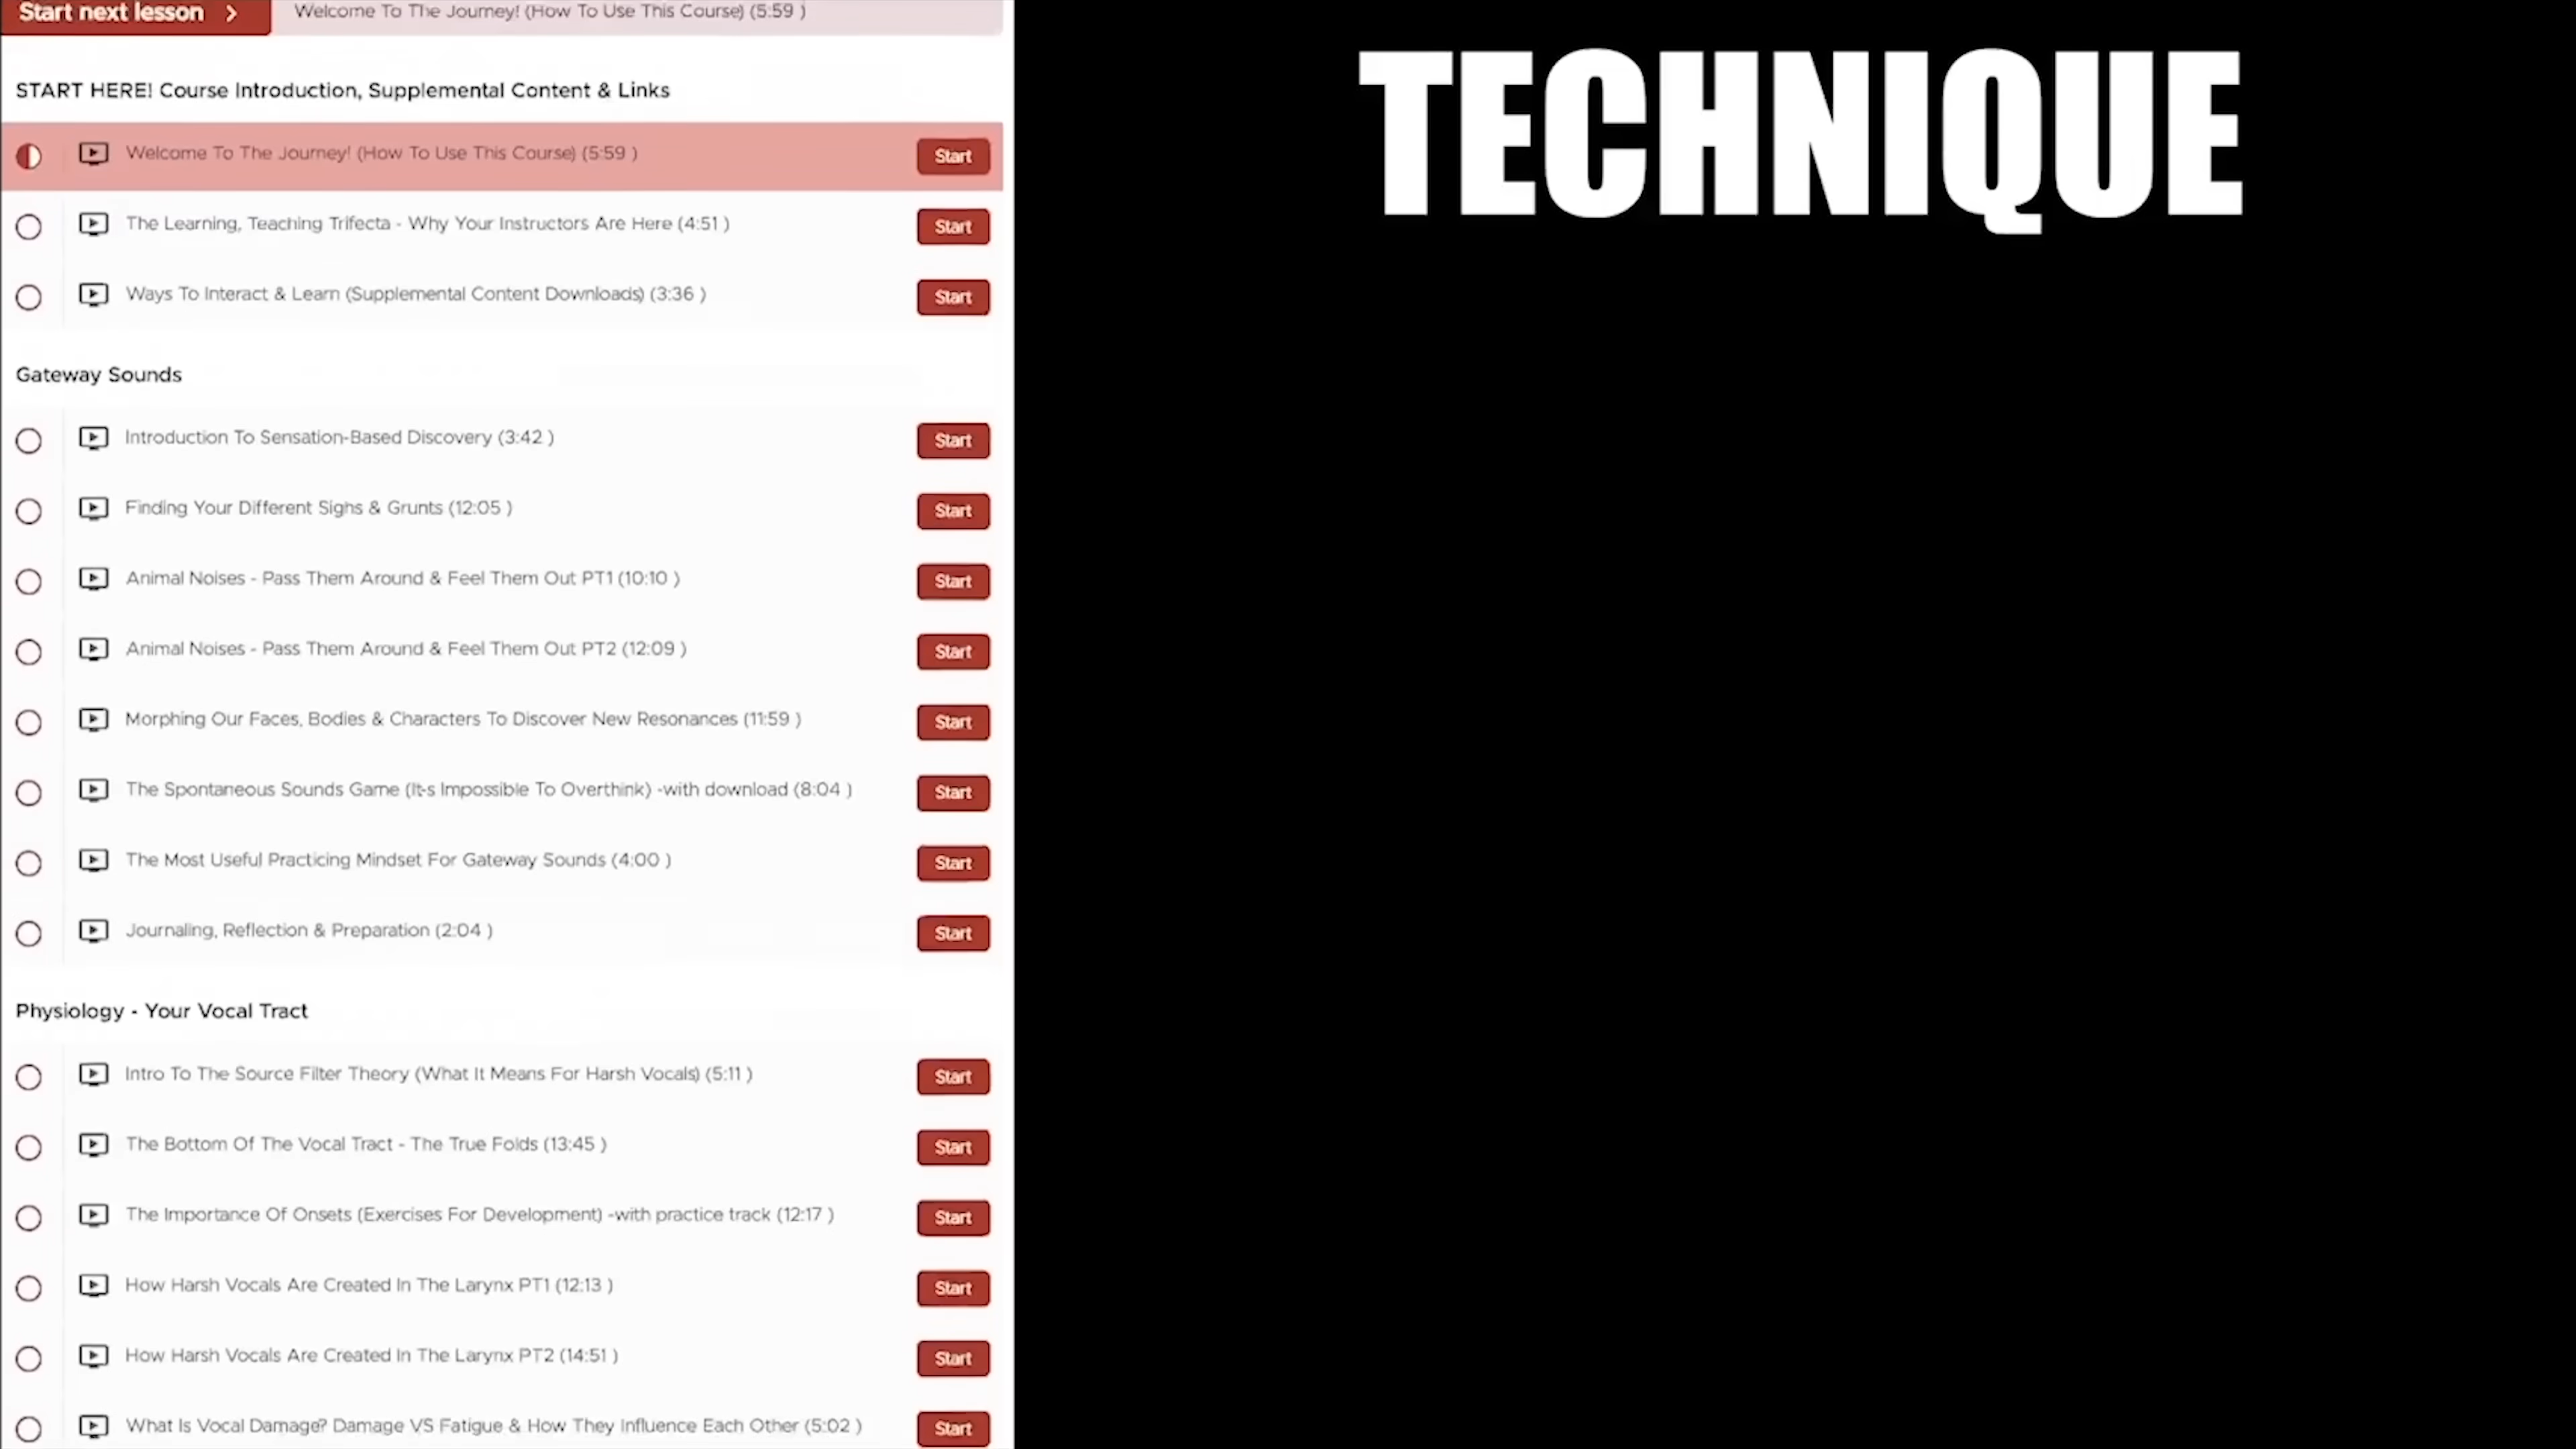 Start next lesson
Welcome To The Journey! (How To Use This Course) (5:59 )
START HERE! Course Introduction, Supplemental Content & Links
Welcome To The Journey! (How To Use This Course) (5:59 )
Start
The Learning, Teaching Trifecta - Why Your Instructors Are Here (4:51 )
Start
Ways To Interact & Learn (Supplemental Content Downloads) (3:36 )
Start
Gateway Sounds
Introduction To Sensation-Based Discovery (3:42 )
Start
Finding Your Different Sighs & Grunts (12:05 )
Start
Animal Noises - Pass Them Around & Feel Them Out PT1 (10:10 )
Start
Animal Noises - Pass Them Around & Feel Them Out PT2 (12:09 )
Start
Morphing Our Faces, Bodies & Characters To Discover New Resonances (11:59 )
Start
The Spontaneous Sounds Game (It-s Impossible To Overthink) -with download (8:04 )
Start
The Most Useful Practicing Mindset For Gateway Sounds (4:00 )
Start
Journaling, Reflection & Preparation (2:04 )
Start
Physiology - Your Vocal Tract
Intro To The Source Filter Theory (What It Means For Harsh Vocals) (5:11 )
Start
The Bottom Of The Vocal Tract - The True Folds (13:45 )
Start
The Importance Of Onsets (Exercises For Development) -with practice track (12:17 )
Start
How Harsh Vocals Are Created In The Larynx PT1 (12:13 )
Start
How Harsh Vocals Are Created In The Larynx PT2 (14:51 )
Start
What Is Vocal Damage? Damage VS Fatigue & How They Influence Each Other (5:02 )
Start
TECHNIQUE